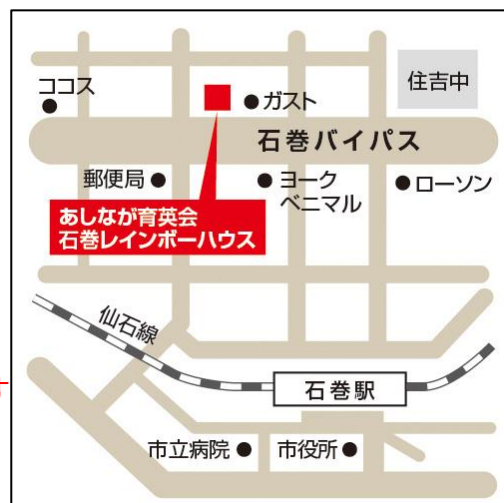 ココス
ガスト
住吉中
石巻バイパス
郵便局
ヨーク
ベニマル
ローソン
あしなが育英会
石巻レインボーハウス
仙石線
石巻駅
市立病院
市役所